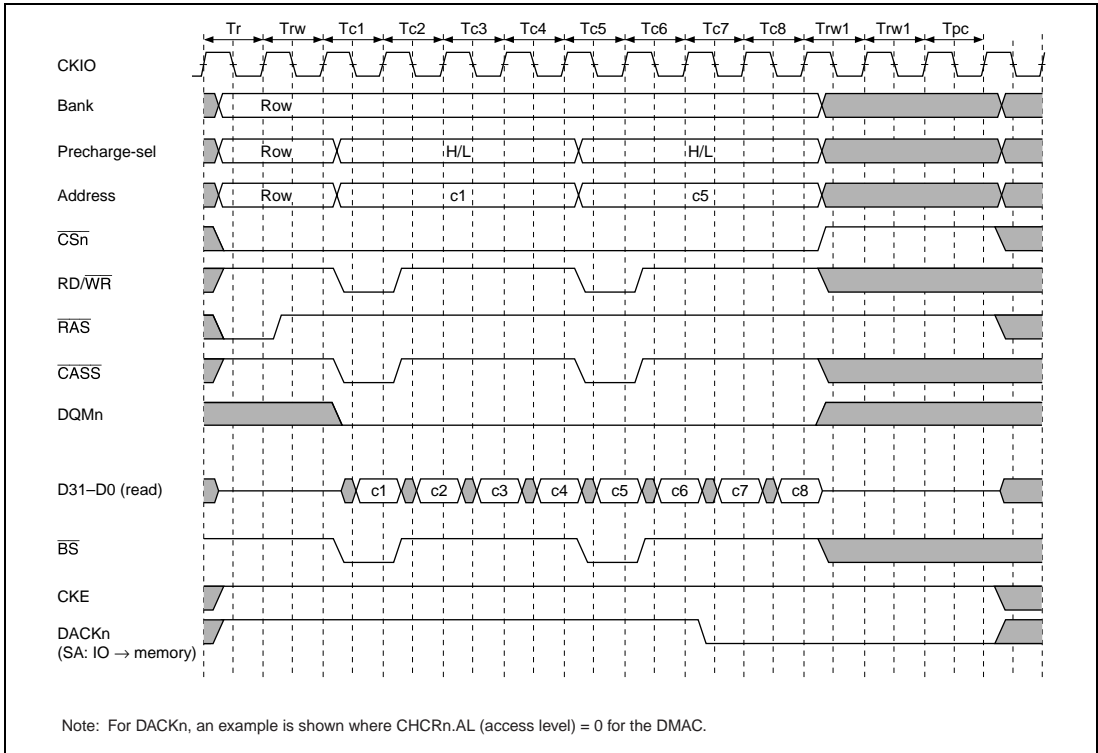 Tr Trw Tc1 Tc2 Tc3 Tc4 Tc5 Tc6 Tc7 Tc8 Trw1 Trw1 Tpc
CKIO
Bank Row
Precharge-sel Row H/L H/L
Address Row c1 c5
CSn
RD/WR
RAS
CASS
DQMn
D31–D0 (read) c1 c2 c3 c4 c5 c6 c7 c8
BS
CKE
DACKn
(SA: IO → memory)
Note: For DACKn, an example is shown where CHCRn.AL (access level) = 0 for the DMAC.